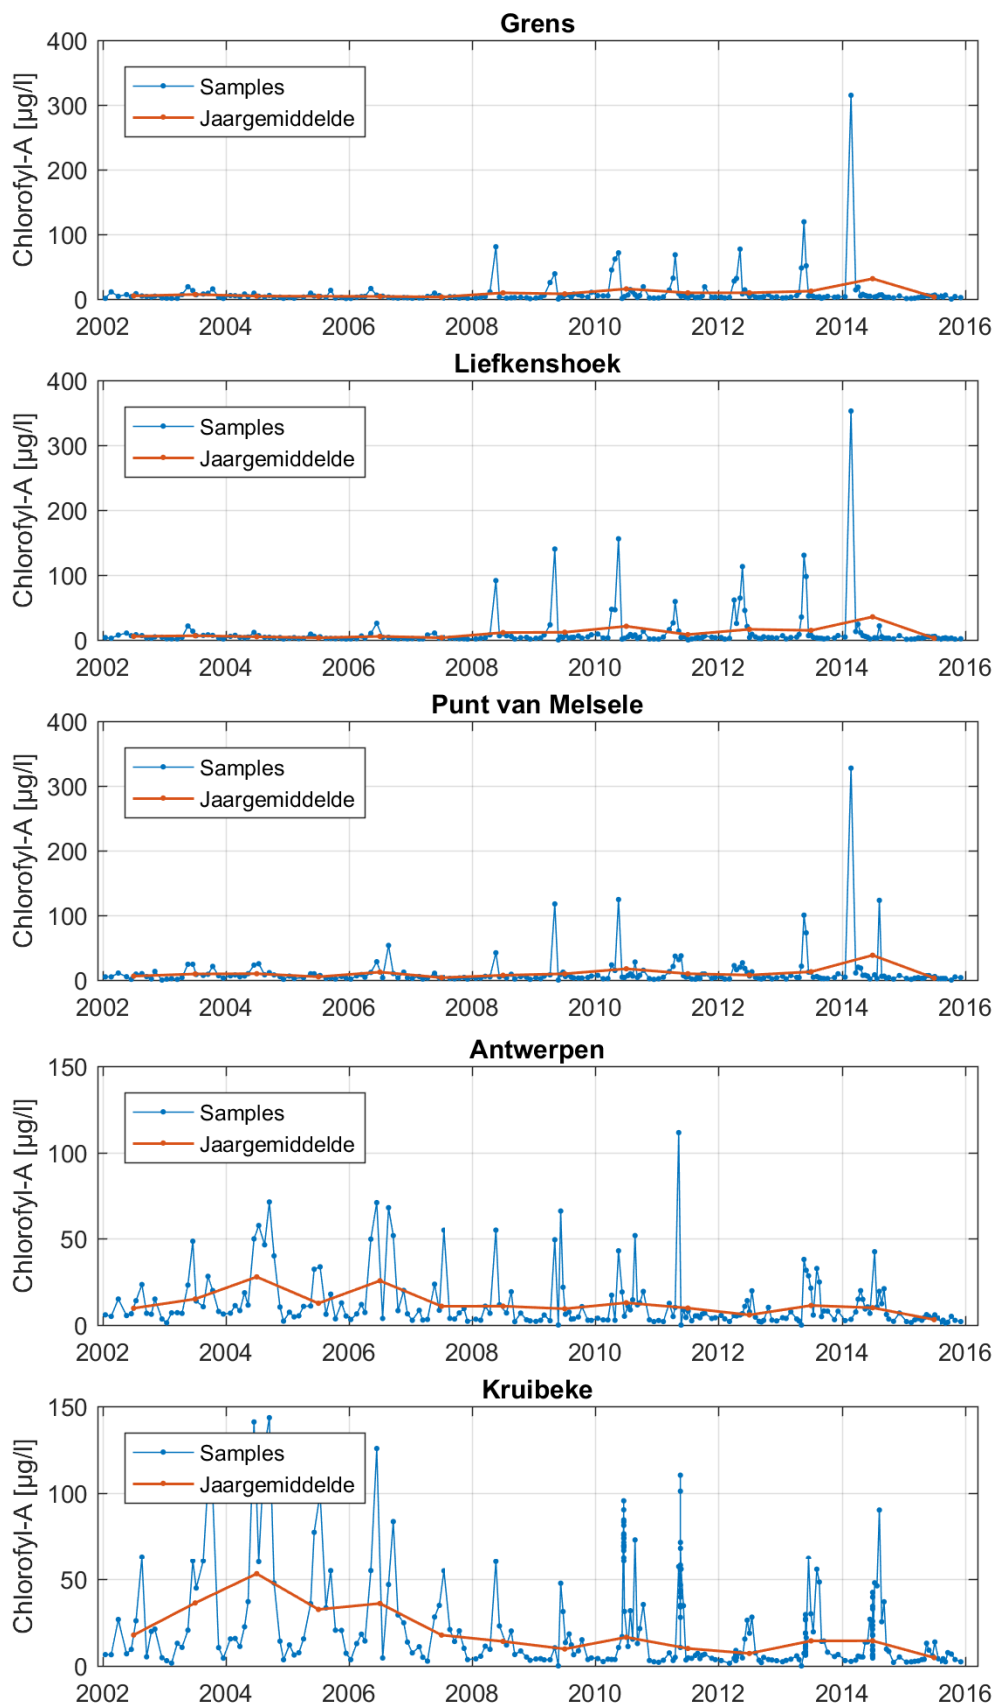 Grens
400
300
200
100
0
Chlorofyl-A [µg/l]
Samples
Jaargemiddelde
2002 2004 2006 2008 2010 2012 2014 2016
Liefkenshoek
400
300
200
100
0
Chlorofyl-A [µg/l]
Samples
Jaargemiddelde
2002 2004 2006 2008 2010 2012 2014 2016
Punt van Melsele
400
300
200
100
0
Chlorofyl-A [µg/l]
Samples
Jaargemiddelde
2002 2004 2006 2008 2010 2012 2014 2016
Antwerpen
150
100
50
0
Chlorofyl-A [µg/l]
Samples
Jaargemiddelde
2002 2004 2006 2008 2010 2012 2014 2016
Kruibeke
150
100
50
0
Chlorofyl-A [µg/l]
Samples
Jaargemiddelde
2002 2004 2006 2008 2010 2012 2014 2016